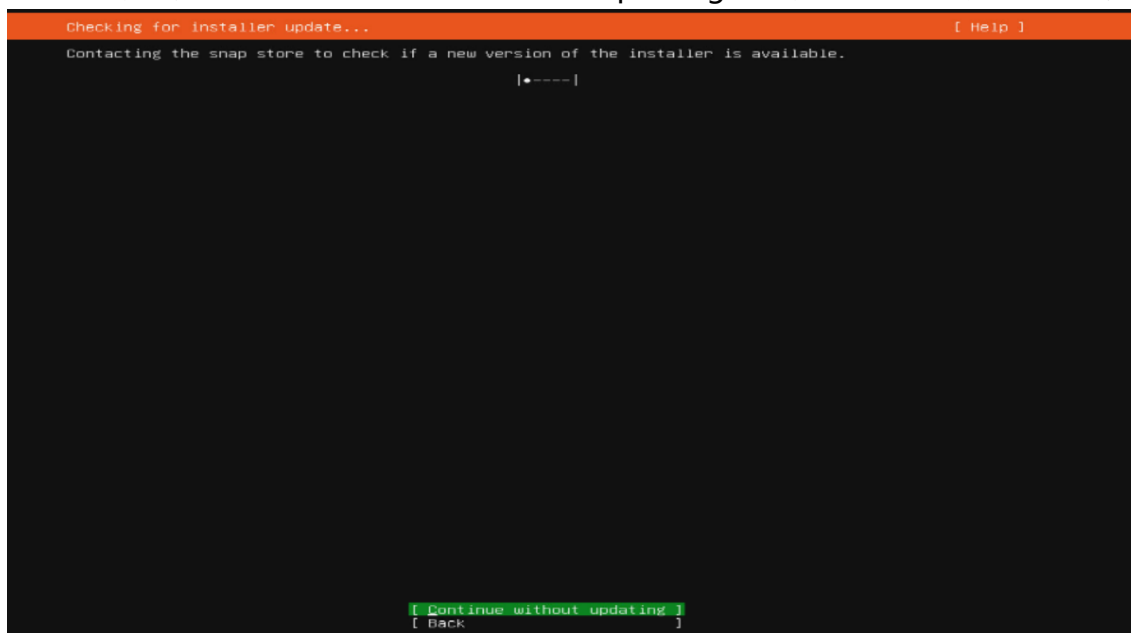 Checking for installer update... [ Help ]
Contacting the snap store to check if a new version of the installer is available.
|•----|
[ Continue without updating ]
[ Back ]